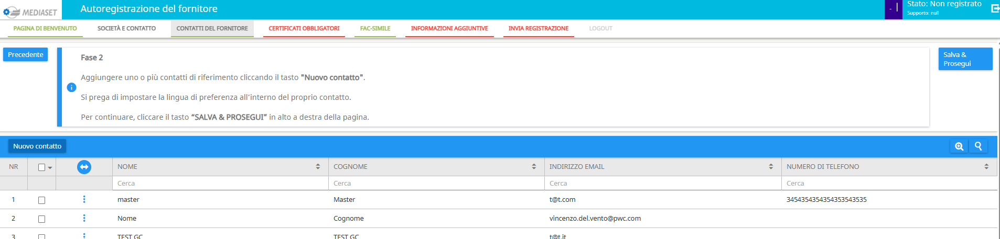 MEDIASET
Autoregistrazione del fornitore
- |
Stato: Non registrato
Supporto: null
PAGINA DI BENVENUTO
SOCIETÀ E CONTATTO
CONTATTI DEL FORNITORE
CERTIFICATI OBBLIGATORI
FAC-SIMILE
INFORMAZIONI AGGIUNTIVE
INVIA REGISTRAZIONE
LOGOUT
Precedente
Fase 2
Aggiungere uno o più contatti di riferimento cliccando il tasto "Nuovo contatto".
Si prega di impostare la lingua di preferenza all'interno del proprio contatto.
Per continuare, cliccare il tasto “SALVA & PROSEGUI” in alto a destra della pagina.
Salva &
Prosegui
Nuovo contatto
NR NOME COGNOME INDIRIZZO EMAIL NUMERO DI TELEFONO
Cerca Cerca Cerca Cerca
1 master Master t@t.com 3454354354354353543535
2 Nome Cognome vincenzo.del.vento@pwc.com
3 TEST GC TEST GC t@t.it